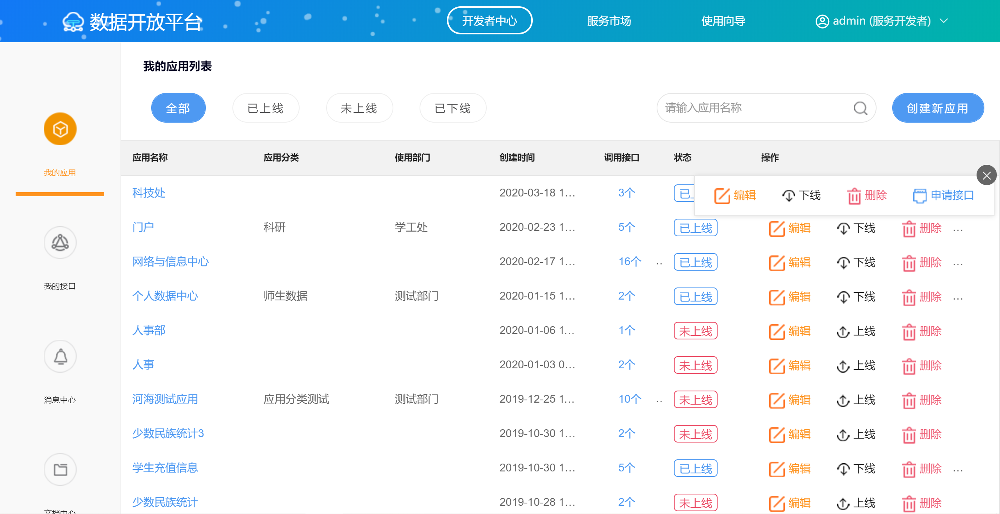 数据开放平台
开发者中心 服务市场 使用向导 admin (服务开发者)
我的应用列表
全部 已上线 未上线 已下线 请输入应用名称 创建新应用
我的应用
我的接口
消息中心
文档中心
应用名称 应用分类 使用部门 创建时间 调用接口 状态 操作
科技处 2020-03-18 1... 3个 已上 编辑 下线 删除 申请接口
门户 科研 学工处 2020-02-23 1... 5个 已上线 编辑 下线 删除 ...
网络与信息中心 2020-02-17 1... 16个 .. 已上线 编辑 下线 删除 ...
个人数据中心 师生数据 测试部门 2020-01-15 1... 2个 已上线 编辑 下线 删除 ...
人事部 2020-01-06 1... 1个 未上线 编辑 上线 删除
人事 2020-01-03 0... 2个 未上线 编辑 上线 删除
河海测试应用 应用分类测试 测试部门 2019-12-25 1... 10个 .. 未上线 编辑 上线 删除
少数民族统计3 2019-10-30 1... 2个 未上线 编辑 上线 删除
学生充值信息 2019-10-30 1... 5个 已上线 编辑 下线 删除 ...
少数民族统计 2019-10-28 1... 2个 未上线 编辑 上线 删除